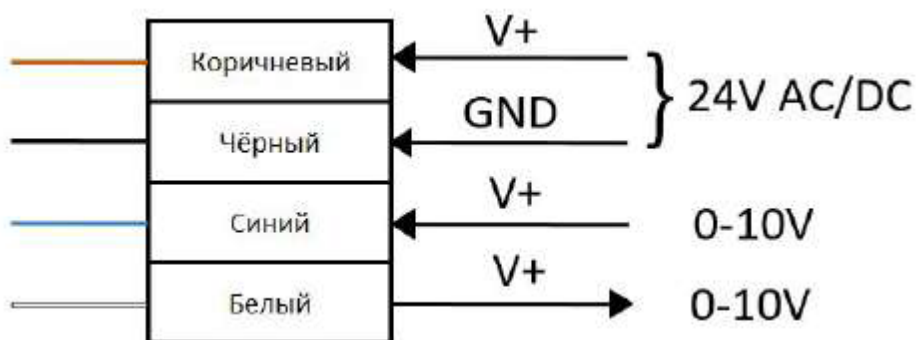 Коричневый V+
Чёрный GND 24V AC/DC
Синий V+ 0-10V
Белый V+ 0-10V